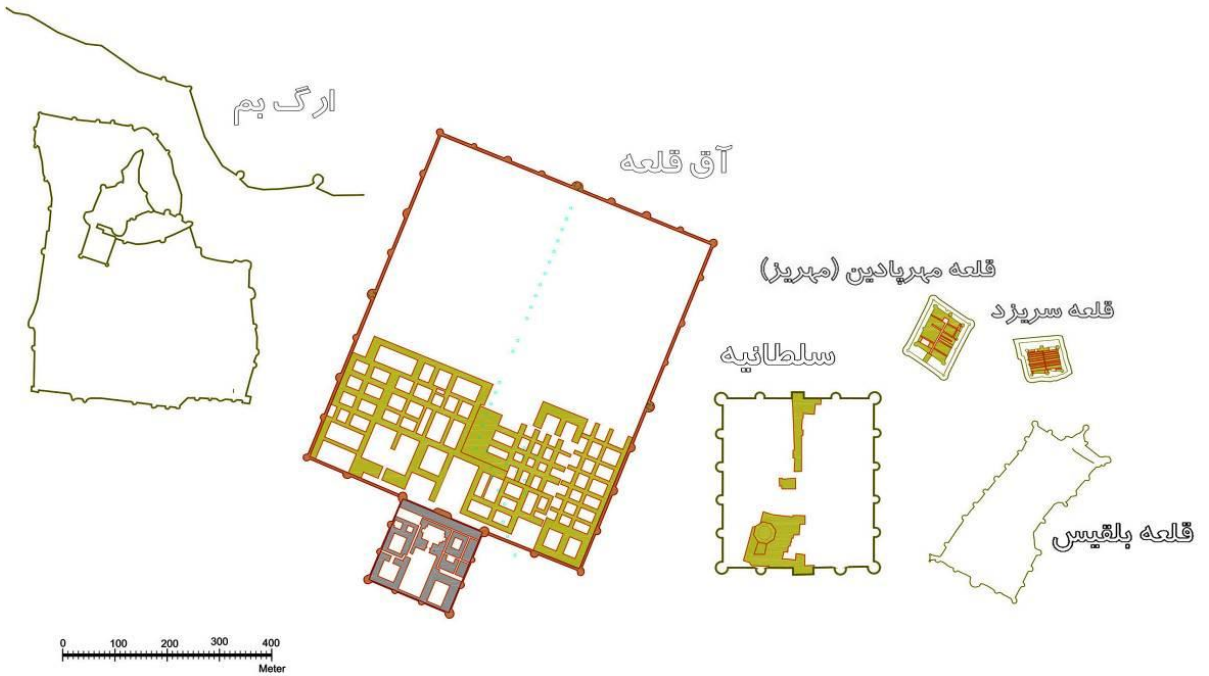 ارگ بم
آق قلعه
قلعه مهرپادین (مهریز)
قلعه سریزد
سلطانیه
قلعه بلقیس
0 100 200 300 400
Meter